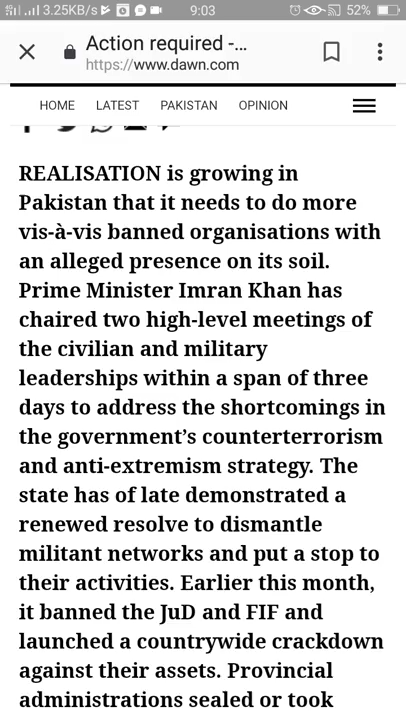 3.25KB/s
9:03
52%
Action required -...
https://www.dawn.com
HOME LATEST PAKISTAN OPINION
REALISATION is growing in
Pakistan that it needs to do more
vis-à-vis banned organisations with
an alleged presence on its soil.
Prime Minister Imran Khan has
chaired two high-level meetings of
the civilian and military
leaderships within a span of three
days to address the shortcomings in
the government’s counterterrorism
and anti-extremism strategy. The
state has of late demonstrated a
renewed resolve to dismantle
militant networks and put a stop to
their activities. Earlier this month,
it banned the JuD and FIF and
launched a countrywide crackdown
against their assets. Provincial
administrations sealed or took